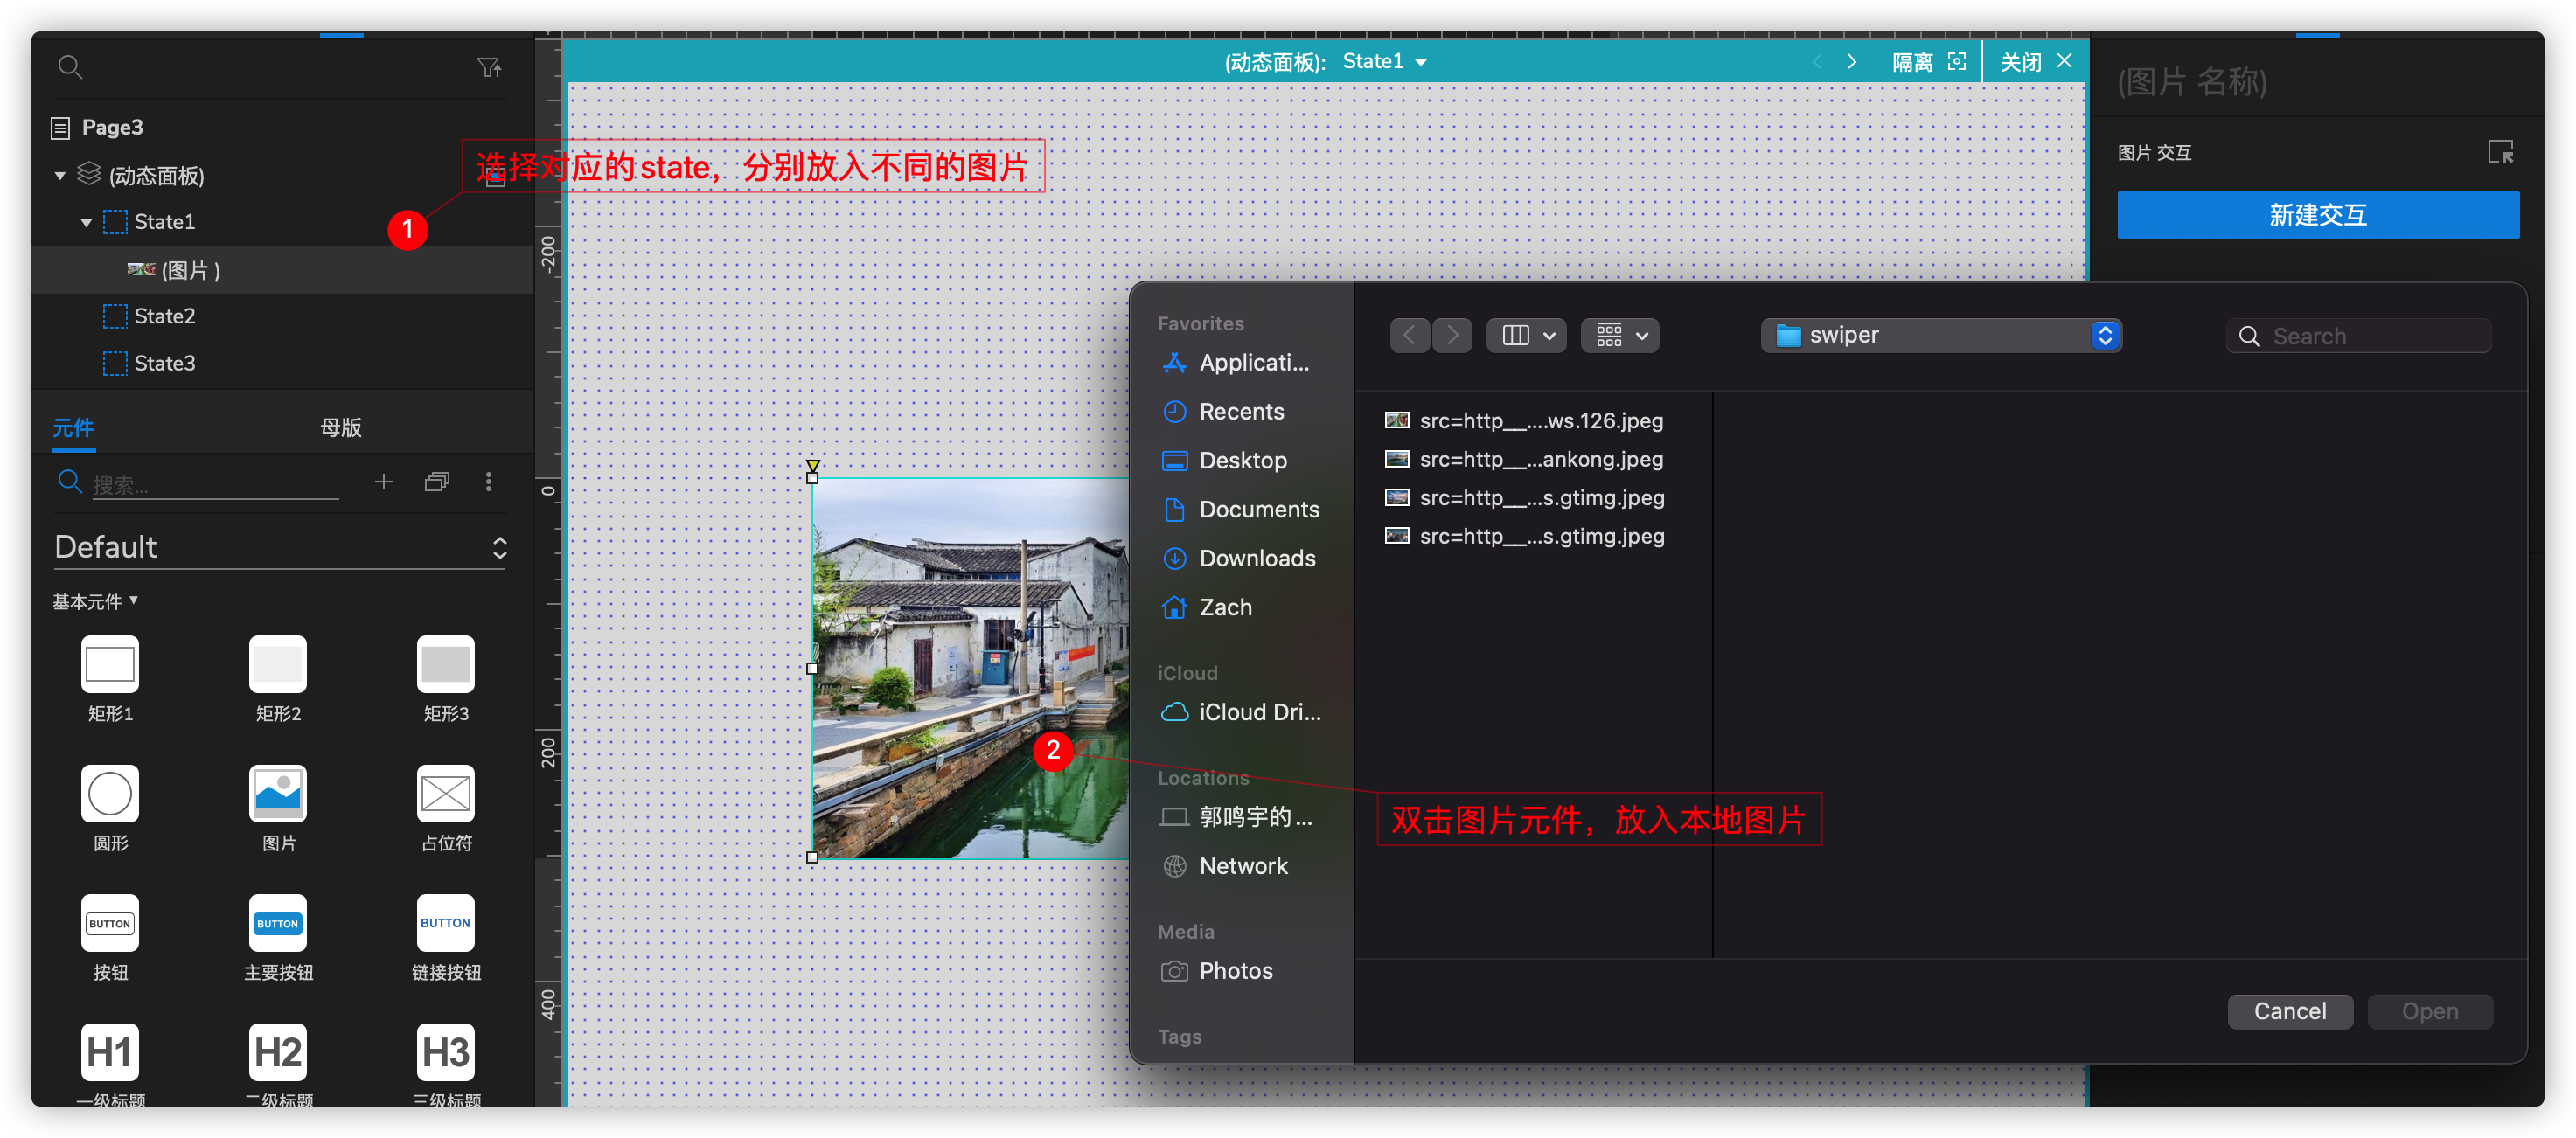 (动态面板): State1
隔离
关闭
(图片 名称)
Page3
选择对应的state，分别放入不同的图片
(动态面板)
图片 交互
1
State1
新建交互
(图片 )
State2
State3
元件
母版
搜索...
Default
基本元件
矩形1
矩形2
矩形3
圆形
图片
占位符
BUTTON
BUTTON
BUTTON
按钮
主要按钮
链接按钮
H1
H2
H3
一级标题
二级标题
三级标题
-200
0
200
400
2
双击图片元件，放入本地图片
Favorites
Applicati...
Recents
Desktop
Documents
Downloads
Zach
iCloud
iCloud Dri...
Locations
郭鸣宇的...
Network
Media
Photos
Tags
swiper
Search
src=http__....ws.126.jpeg
src=http__...ankong.jpeg
src=http__...s.gtimg.jpeg
src=http__...s.gtimg.jpeg
Cancel
Open